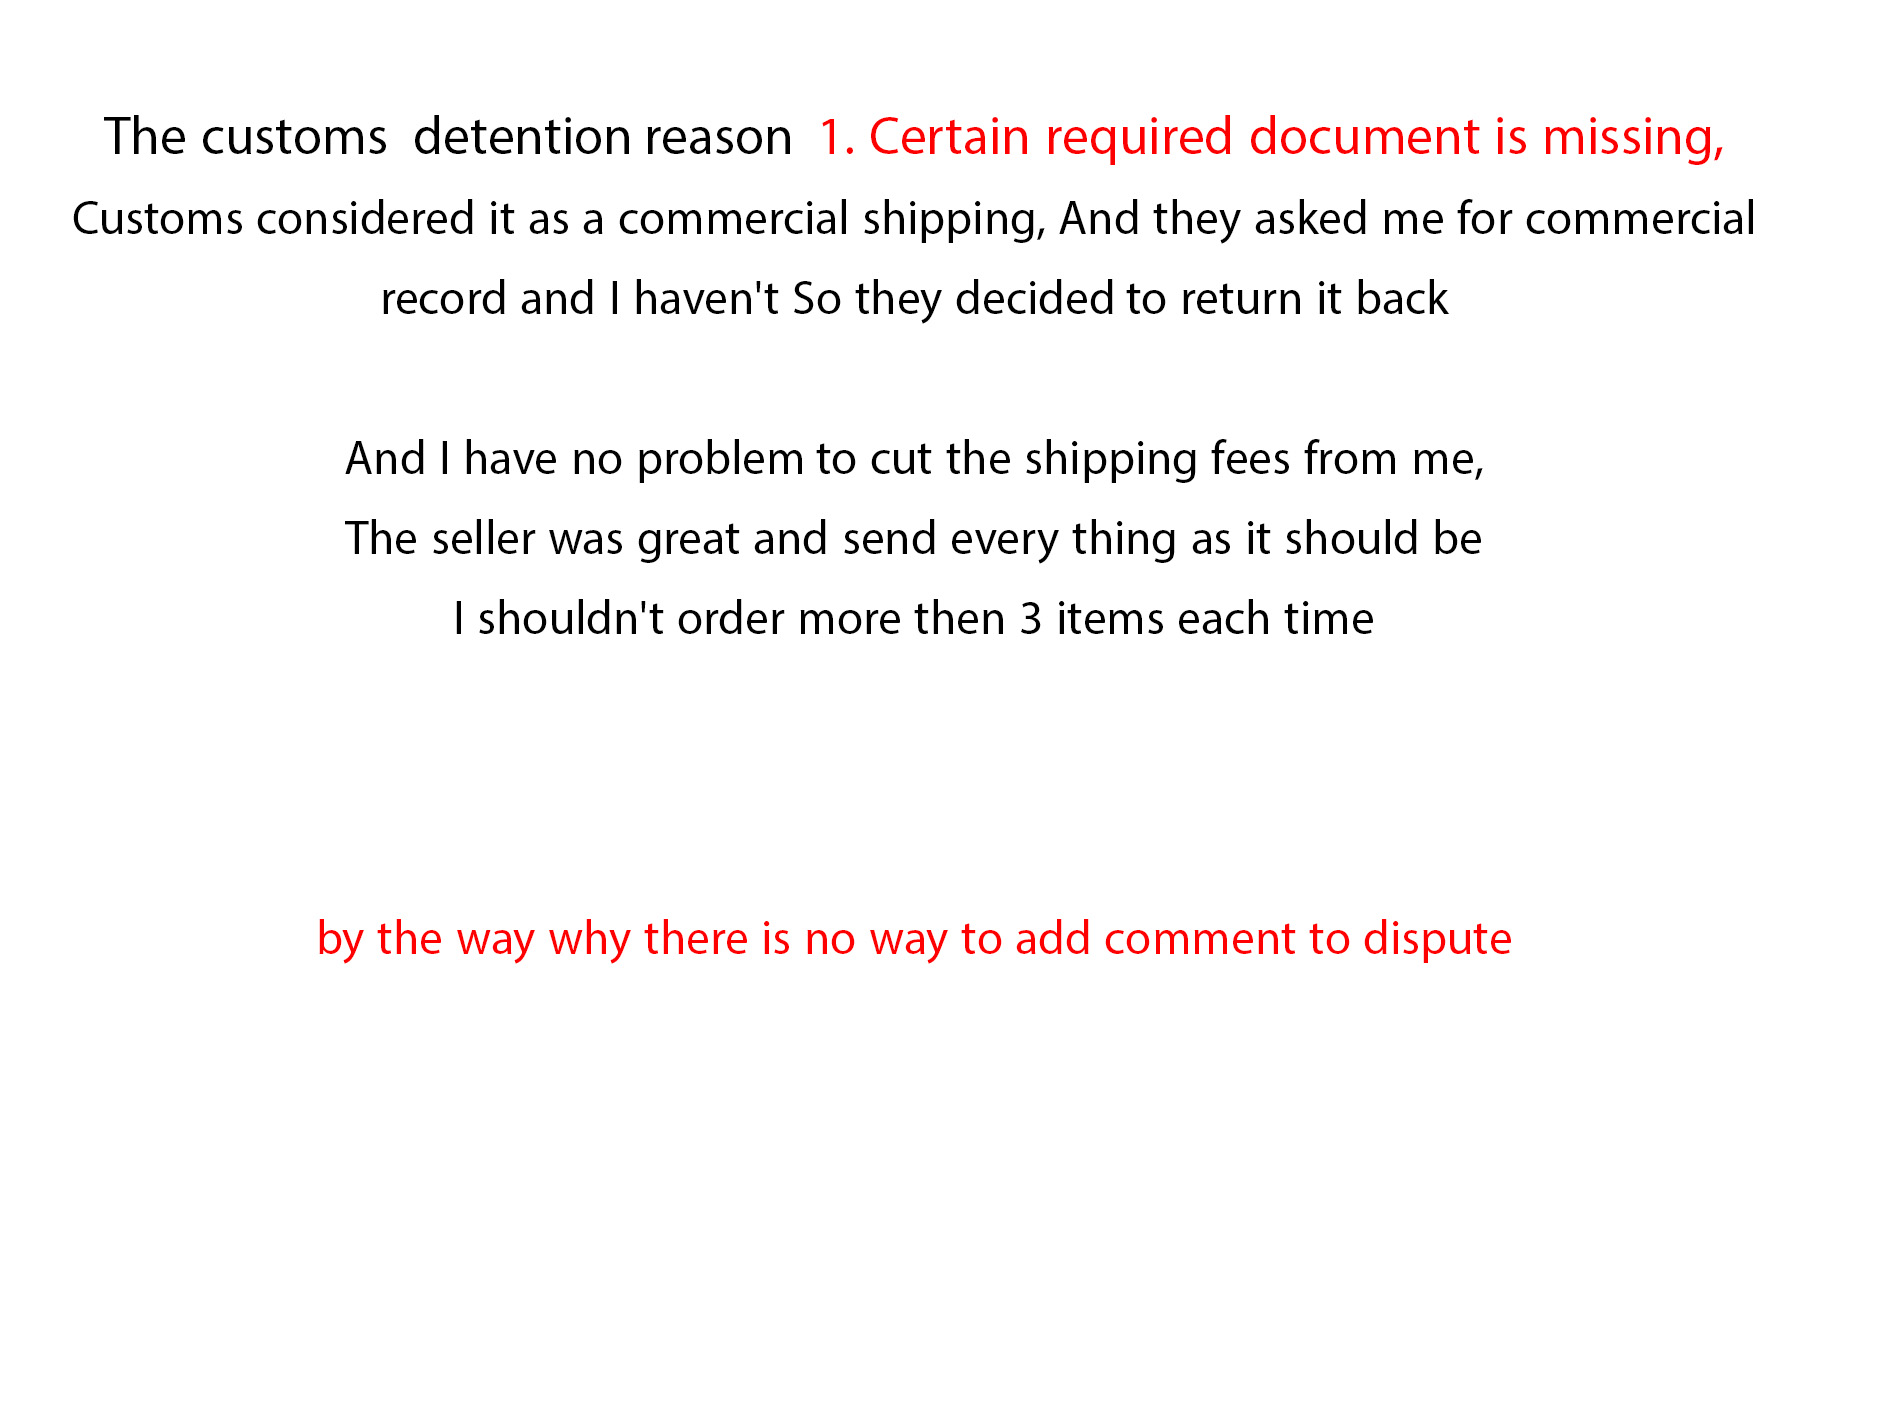 The customs  detention reason  1. Certain required document is missing,
Customs considered it as a commercial shipping, And they asked me for commercial
record and I haven't So they decided to return it back
And I have no problem to cut the shipping fees from me,
The seller was great and send every thing as it should be
I shouldn't order more then 3 items each time
by the way why there is no way to add comment to dispute